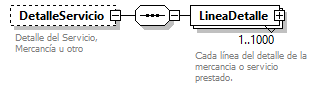 DetalleServicio
Detalle del Servicio,
Mercancía u otro
LineaDetalle
1..1000
Cada línea del detalle de la
mercancia o servicio
prestado.